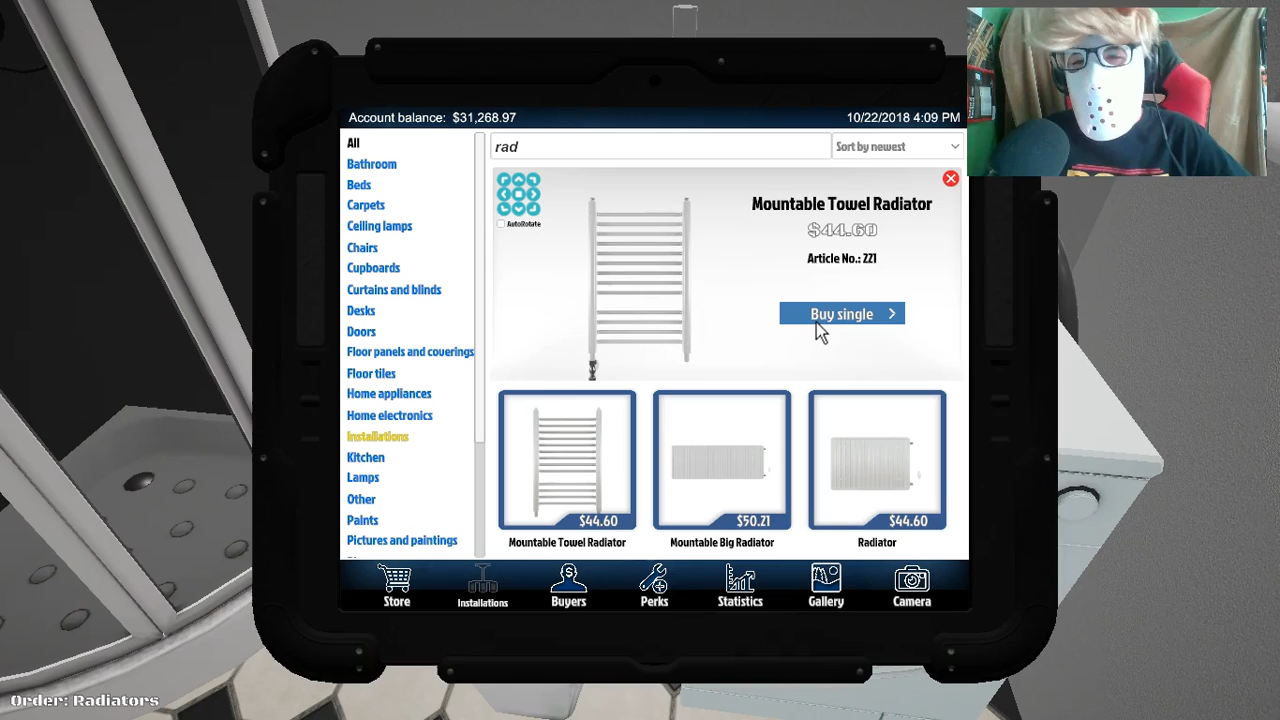 Account balance: $31,268.97
10/22/2018 4:09 PM
All
Bathroom
Beds
Carpets
Ceiling lamps
Chairs
Cupboards
Curtains and blinds
Desks
Doors
Floor panels and coverings
Floor tiles
Home appliances
Home electronics
Installations
Kitchen
Lamps
Other
Paints
Pictures and paintings
rad
Sort by newest
AutoRotate
Mountable Towel Radiator
$44.60
Article No.: 221
Buy single
$44.60
$50.21
$44.60
Mountable Towel Radiator
Mountable Big Radiator
Radiator
Store
Installations
Buyers
Perks
Statistics
Gallery
Camera
Order: Radiators